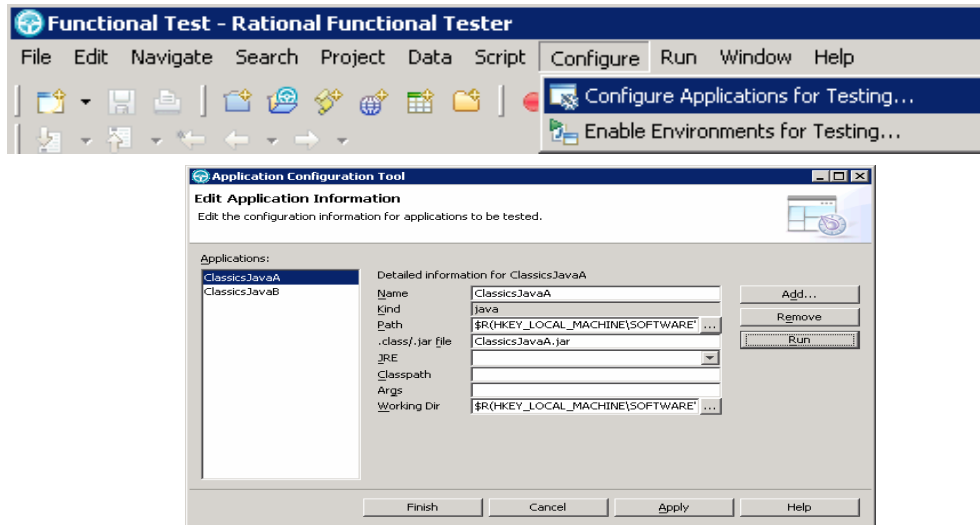 Functional Test - Rational Functional Tester
File Edit Navigate Search Project Data Script Configure Run Window Help
Configure Applications for Testing...
Enable Environments for Testing...
Application Configuration Tool
Edit Application Information
Edit the configuration information for applications to be tested.
Applications:
ClassicsJavaA
ClassicsJavaB
Detailed information for ClassicsJavaA
Name ClassicsJavaA
Kind java
Path $R(HKEY_LOCAL_MACHINE\SOFTWARE' ...
.class/.jar file ClassicsJavaA.jar
JRE
Classpath
Args
Working Dir $R(HKEY_LOCAL_MACHINE\SOFTWARE' ...
Add...
Remove
Run
Finish Cancel Apply Help